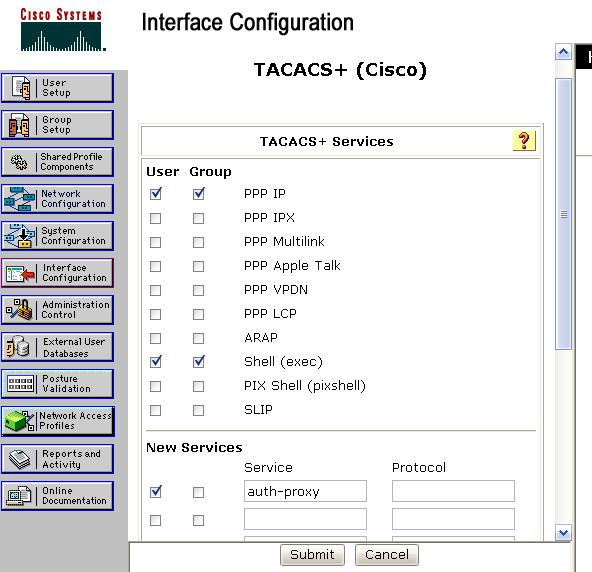 CISCO SYSTEMS
Interface Configuration
User
Setup
Group
Setup
Shared Profile
Components
Network
Configuration
System
Configuration
Interface
Configuration
Administration
Control
External User
Databases
Posture
Validation
Network Access
Profiles
Reports and
Activity
Online
Documentation
TACACS+ (Cisco)
TACACS+ Services
?
User Group
PPP IP
PPP IPX
PPP Multilink
PPP Apple Talk
PPP VPDN
PPP LCP
ARAP
Shell (exec)
PIX Shell (pixshell)
SLIP
New Services
Service Protocol
auth-proxy
Submit Cancel